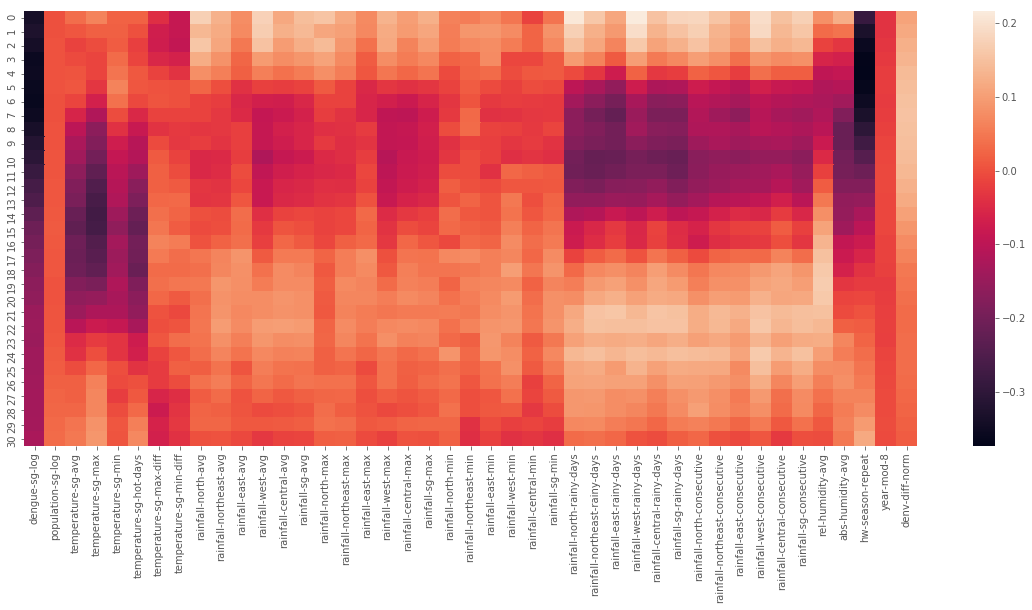 0
1
2
3
4
5
6
7
8
9
10
11
12
13
14
15
16
17
18
19
20
21
22
23
24
25
26
27
28
29
30
dengue-sg-log
population-sg-log
temperature-sg-avg
temperature-sg-max
temperature-sg-min
temperature-sg-hot-days
temperature-sg-max-diff
temperature-sg-min-diff
rainfall-north-avg
rainfall-northeast-avg
rainfall-east-avg
rainfall-west-avg
rainfall-central-avg
rainfall-sg-avg
rainfall-north-max
rainfall-northeast-max
rainfall-east-max
rainfall-west-max
rainfall-central-max
rainfall-sg-max
rainfall-north-min
rainfall-northeast-min
rainfall-east-min
rainfall-west-min
rainfall-central-min
rainfall-sg-min
rainfall-north-rainy-days
rainfall-northeast-rainy-days
rainfall-east-rainy-days
rainfall-west-rainy-days
rainfall-central-rainy-days
rainfall-sg-rainy-days
rainfall-north-consecutive
rainfall-northeast-consecutive
rainfall-east-consecutive
rainfall-west-consecutive
rainfall-central-consecutive
rainfall-sg-consecutive
rel-humidity-avg
abs-humidity-avg
hw-season-repeat
year-mod-8
denv-diff-norm
0.2
0.1
0.0
−0.1
−0.2
−0.3